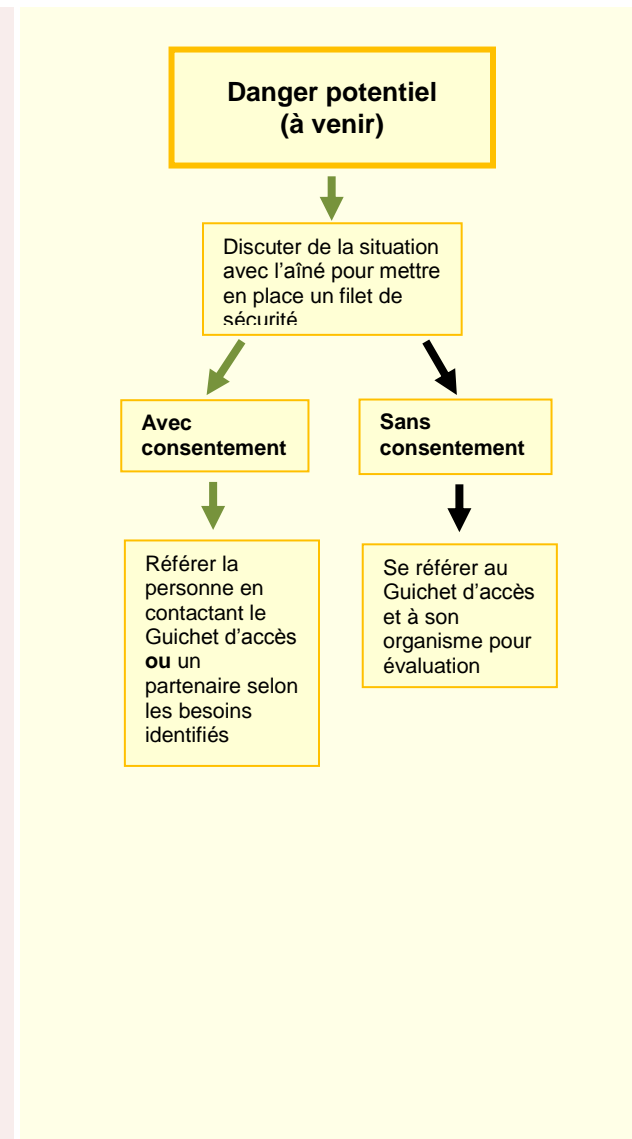 Danger potentiel
(à venir)
Discuter de la situation
avec l'aîné pour mettre
en place un filet de
sécurité
Avec
consentement
Sans
consentement
Référer la
personne en
contactant le
Guichet d'accès
ou un
partenaire selon
les besoins
identifiés
Se référer au
Guichet d'accès
et à son
organisme pour
évaluation